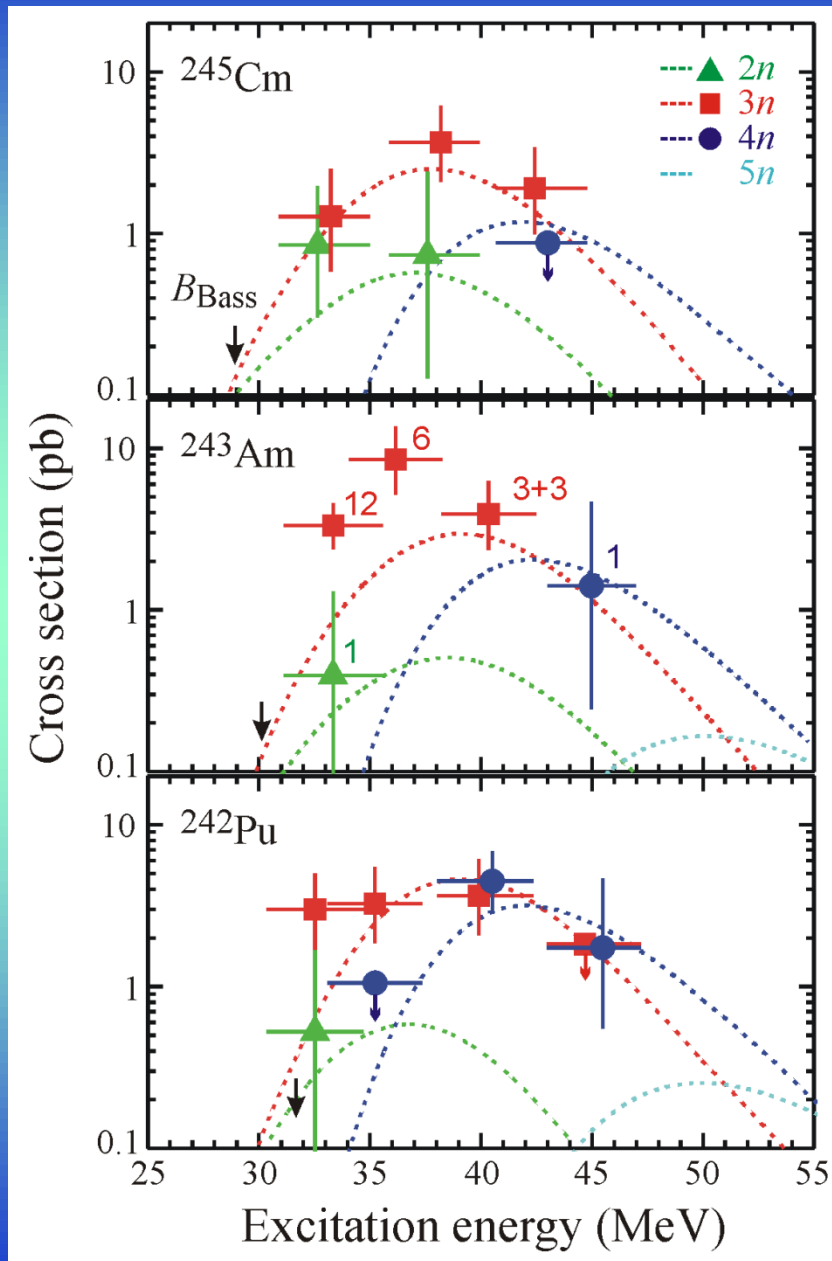 10
1
0.1
²⁴⁵Cm
2n
3n
4n
5n
B_Bass
10
1
0.1
²⁴³Am
12
6
3+3
1
1
10
1
0.1
²⁴²Pu
25 30 35 40 45 50 55
Cross section (pb)
Excitation energy (MeV)